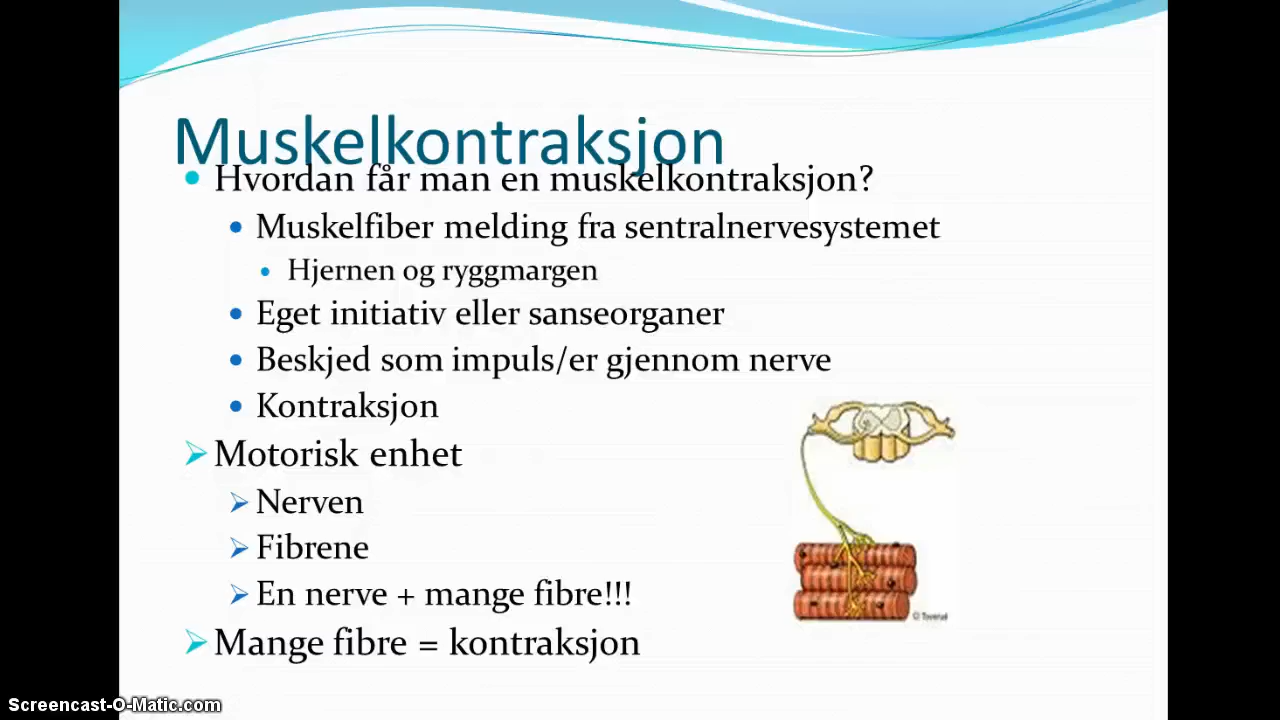 Muskelkontraksjon
Hvordan får man en muskelkontraksjon?
Muskelfiber melding fra sentralnervesystemet
Hjernen og ryggmargen
Eget initiativ eller sanseorganer
Beskjed som impuls/er gjennom nerve
Kontraksjon
Motorisk enhet
Nerven
Fibrene
En nerve + mange fibre!!!
© Toverud
Mange fibre = kontraksjon
Screencast-O-Matic.com